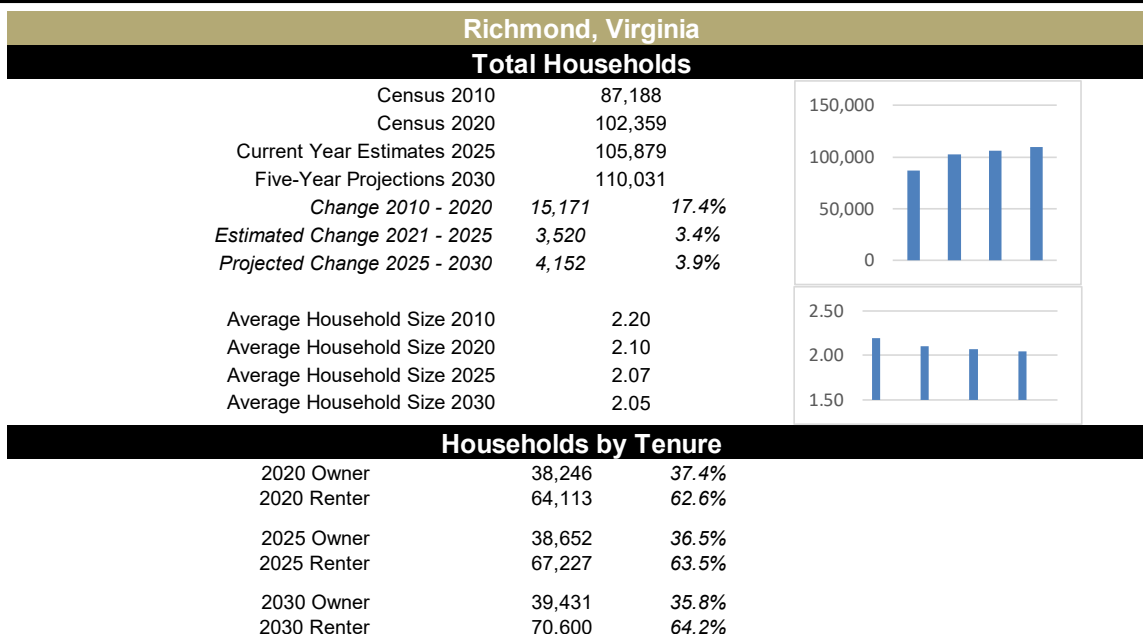 Richmond, Virginia
Total Households
Census 2010 87,188
Census 2020 102,359
Current Year Estimates 2025 105,879
Five-Year Projections 2030 110,031
Change 2010 - 2020 15,171 17.4%
Estimated Change 2021 - 2025 3,520 3.4%
Projected Change 2025 - 2030 4,152 3.9%
150,000
100,000
50,000
0
Average Household Size 2010 2.20
Average Household Size 2020 2.10
Average Household Size 2025 2.07
Average Household Size 2030 2.05
2.50
2.00
1.50
Households by Tenure
2020 Owner 38,246 37.4%
2020 Renter 64,113 62.6%
2025 Owner 38,652 36.5%
2025 Renter 67,227 63.5%
2030 Owner 39,431 35.8%
2030 Renter 70,600 64.2%